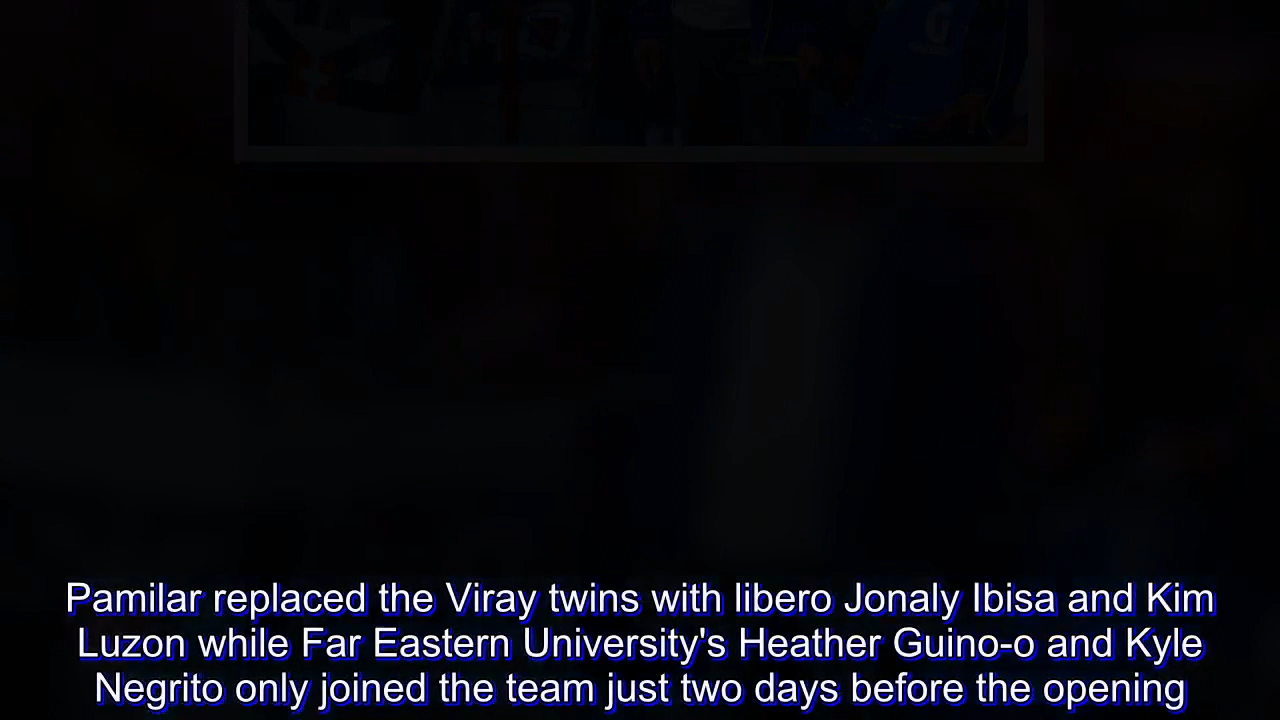 Pamilar replaced the Viray twins with libero Jonaly Ibisa and Kim
Luzon while Far Eastern University's Heather Guino-o and Kyle
Negrito only joined the team just two days before the opening